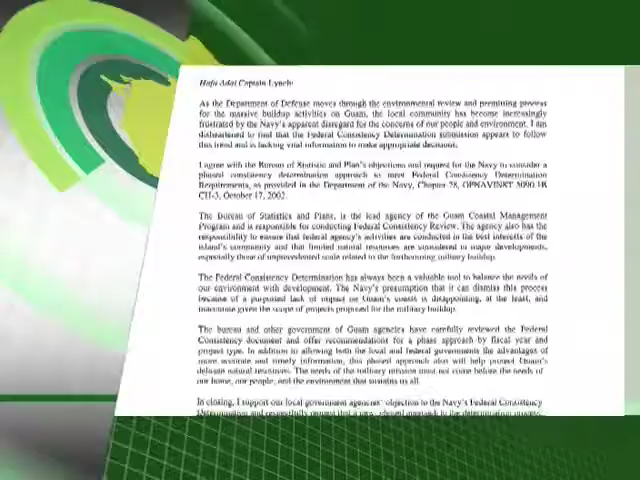 Hafa Adai Captain Lynch:
As the Department of Defense moves through the environmental review and permitting process
for the massive buildup activities on Guam, the local community has become increasingly
frustrated by the Navy's apparent disregard for the concerns of our people and environment. I am
disheartened to find that the Federal Consistency Determination submission appears to follow
this trend and is lacking vital information to make appropriate decisions.
I agree with the Bureau of Statistic and Plan's objections and request for the Navy to consider a
phased consistency determination approach to meet Federal Consistency Determination
Requirements, as provided in the Department of the Navy, Chapter 28, OPNAVINST 5090.1B
CH-3, October 17, 2002.
The Bureau of Statistics and Plans, is the lead agency of the Guam Coastal Management
Program and is responsible for conducting Federal Consistency Review. The agency also has the
responsibility to ensure that federal agency's activities are conducted in the best interests of the
island's community and that limited natural resources are considered in major developments,
especially those of unprecedented scale related to the forthcoming military buildup.
The Federal Consistency Determination has always been a valuable tool to balance the needs of
our environment with development. The Navy's presumption that it can dismiss this process
because of a purported lack of impact on Guam's coasts is disappointing, at the least, and
given the scope of projects proposed for the military buildup.
The bureau and other government of Guam agencies have carefully reviewed the Federal
Consistency document and offer recommendations for a phase approach by fiscal year and
project type. In addition to allowing both the local and federal governments the advantages of
more accurate and timely information, this phased approach also will help protect Guam's
delicate natural resources. The needs of the military mission must not come before the needs of
our home, our people, and the environment that sustains us all.
In closing, I support our local government agencies' objection to the Navy's Federal Consistency
Determination and respectfully request that a new, phased approach to the determination process,